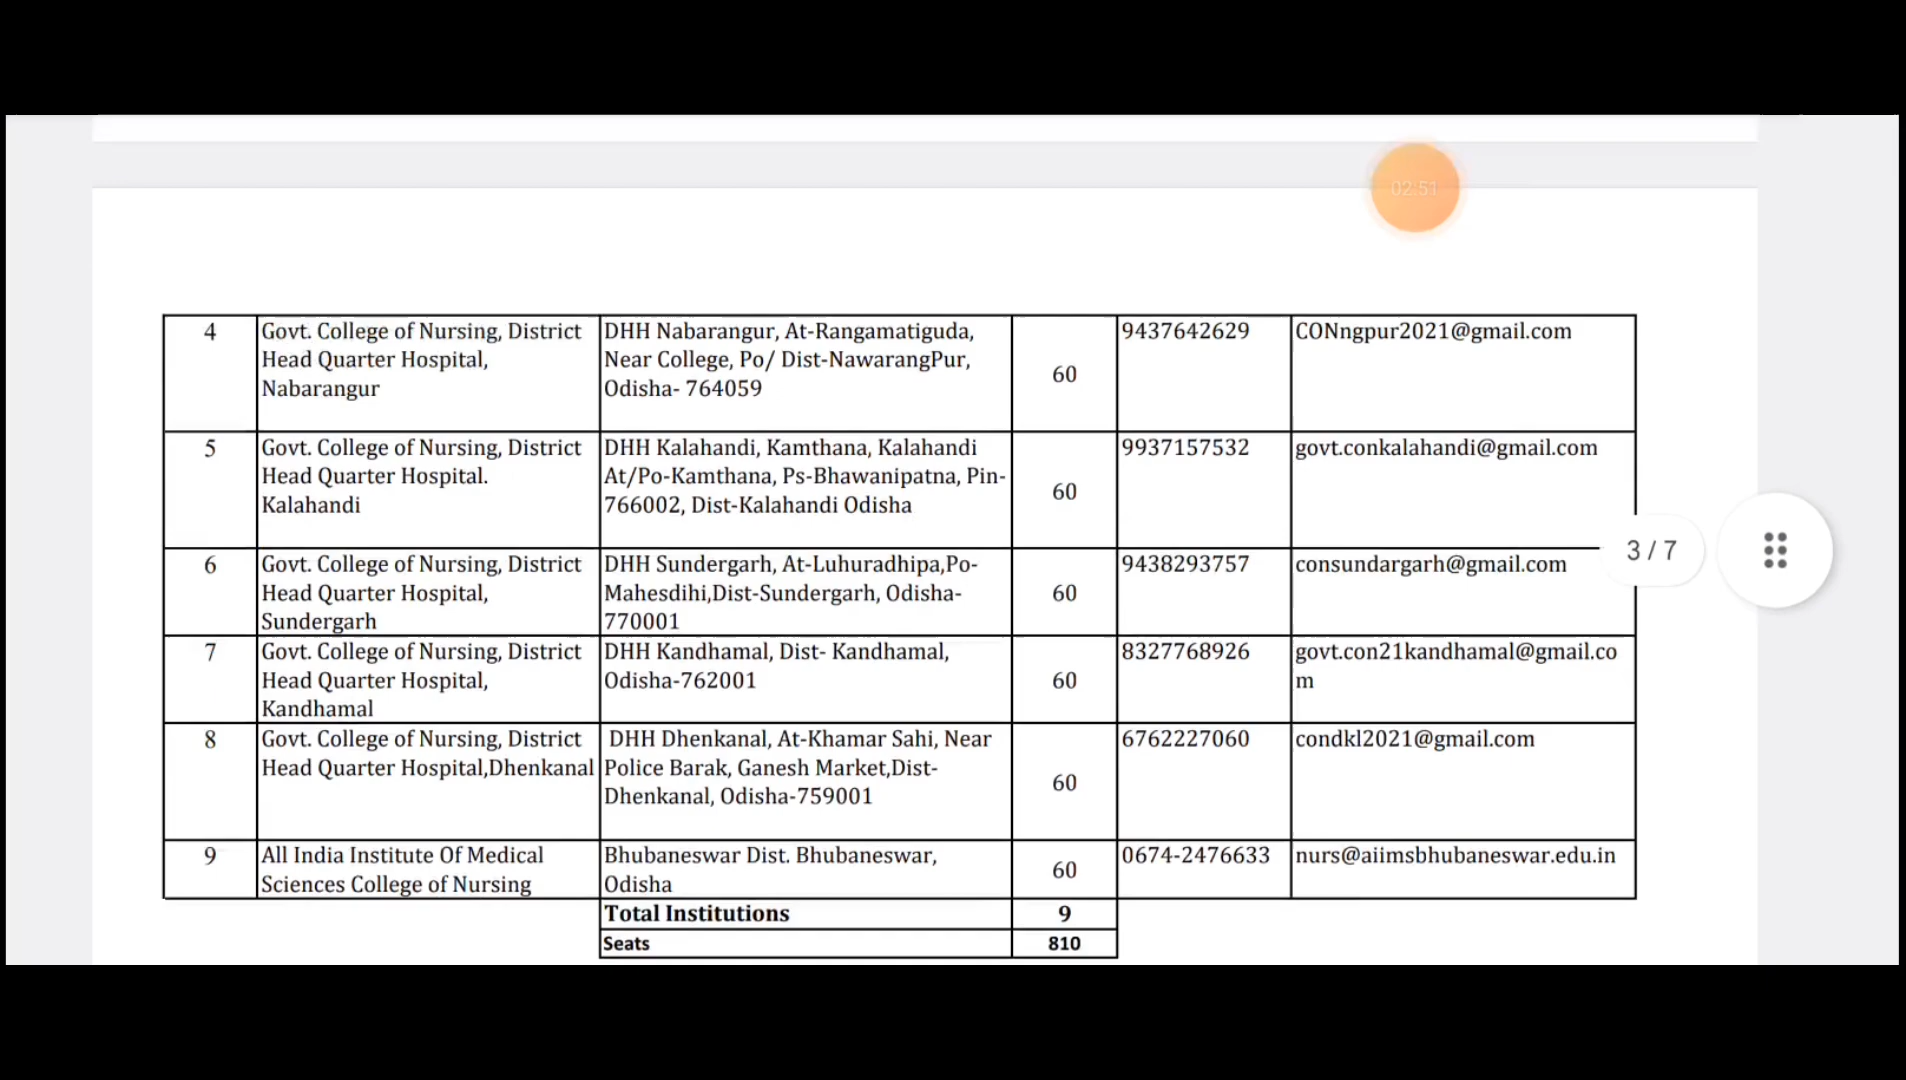 02:51
4
Govt. College of Nursing, District
Head Quarter Hospital,
Nabarangur
DHH Nabarangur, At-Rangamatiguda,
Near College, Po/ Dist-NawarangPur,
Odisha- 764059
60
9437642629
CONngpur2021@gmail.com
5
Govt. College of Nursing, District
Head Quarter Hospital.
Kalahandi
DHH Kalahandi, Kamthana, Kalahandi
At/Po-Kamthana, Ps-Bhawanipatna, Pin-
766002, Dist-Kalahandi Odisha
60
9937157532
govt.conkalahandi@gmail.com
6
Govt. College of Nursing, District
Head Quarter Hospital,
Sundergarh
DHH Sundergarh, At-Luhuradhipa,Po-
Mahesdihi,Dist-Sundergarh, Odisha-
770001
60
9438293757
consundargarh@gmail.com
3 / 7
7
Govt. College of Nursing, District
Head Quarter Hospital,
Kandhamal
DHH Kandhamal, Dist- Kandhamal,
Odisha-762001
60
8327768926
govt.con21kandhamal@gmail.co
m
8
Govt. College of Nursing, District
Head Quarter Hospital,Dhenkanal
DHH Dhenkanal, At-Khamar Sahi, Near
Police Barak, Ganesh Market,Dist-
Dhenkanal, Odisha-759001
60
6762227060
condkl2021@gmail.com
9
All India Institute Of Medical
Sciences College of Nursing
Bhubaneswar Dist. Bhubaneswar,
Odisha
60
0674-2476633
nurs@aiimsbhubaneswar.edu.in
Total Institutions
9
Seats
810